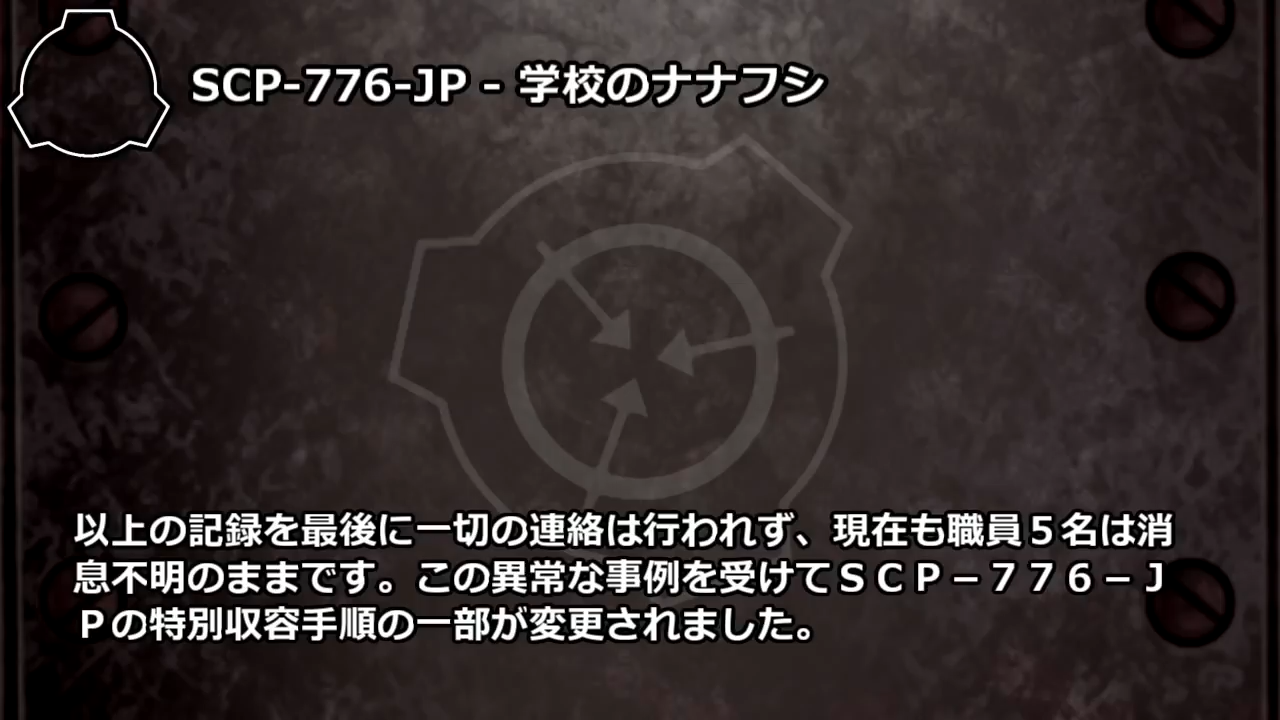 SCP-776-JP - 学校のナナフシ
以上の記録を最後に一切の連絡は行われず、現在も職員５名は消
息不明のままです。この異常な事例を受けてＳＣＰ－７７６－Ｊ
Ｐの特別収容手順の一部が変更されました。